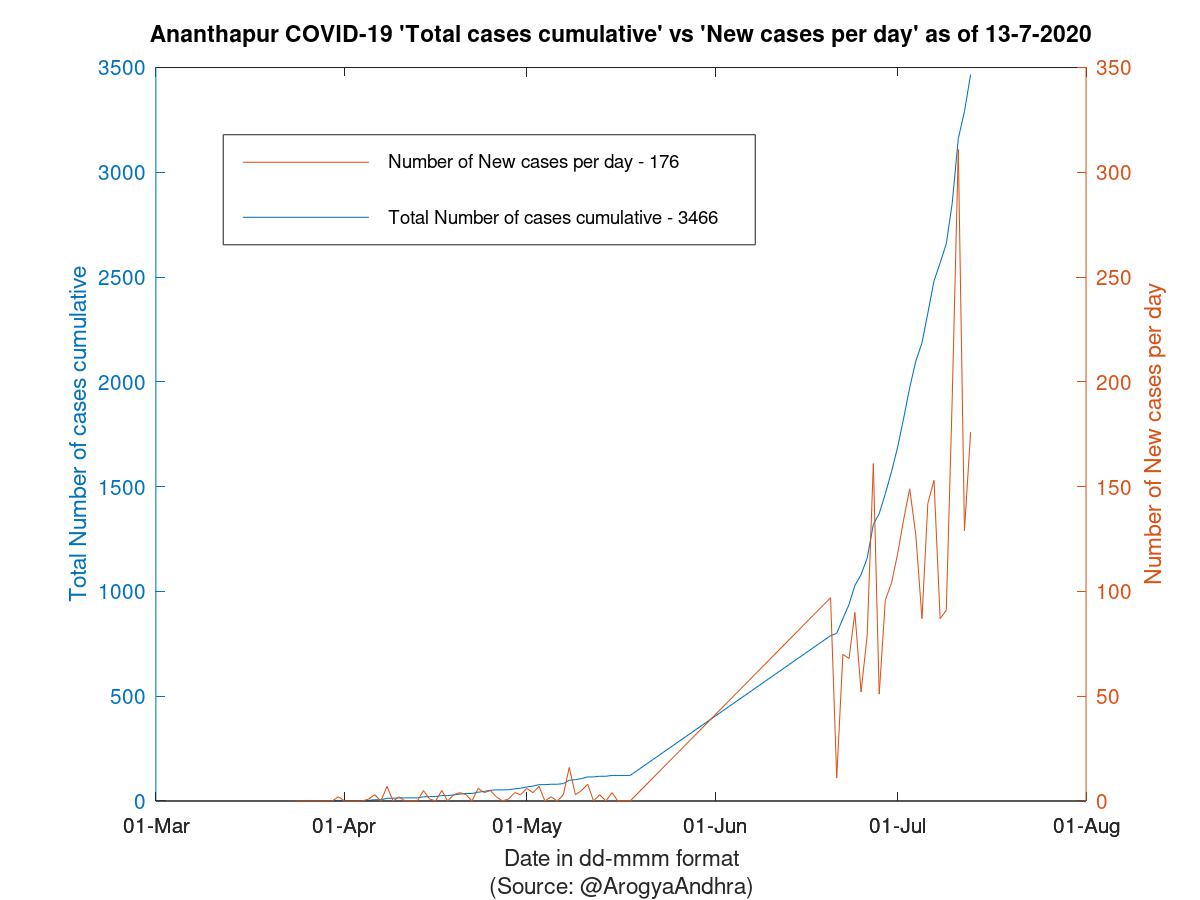 Ananthapur COVID-19 'Total cases cumulative' vs 'New cases per day' as of 13-7-2020
3500
3000
2500
2000
1500
1000
500
0
Total Number of cases cumulative
Number of New cases per day - 176
Total Number of cases cumulative - 3466
350
300
250
200
150
100
50
0
Number of New cases per day
01-Mar 01-Apr 01-May 01-Jun 01-Jul 01-Aug
Date in dd-mmm format
(Source: @ArogyaAndhra)